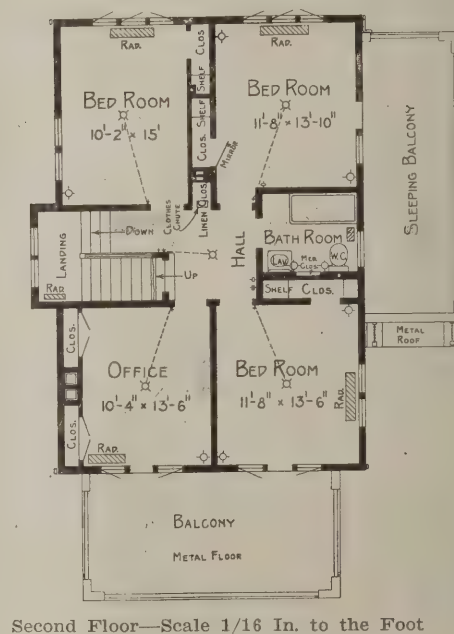 RAD.
CLOS.
RAD.
SHELF
BED ROOM
10'-2" × 15'
BED ROOM
11'-8" × 13'-10"
SHELF
CLOS.
MIRROR
SLEEPING BALCONY
CLOTHES CHUTE
LINEN CLOS.
DOWN
LANDING
HALL
BATH ROOM
LAV.
MED. CLOS.
W.C.
UP
RAD
SHELF CLOS.
METAL
ROOF
CLOS.
OFFICE
10'-4" × 13'-6"
BED ROOM
11'-8" × 13'-6"
RAD.
CLOS.
RAD.
BALCONY
METAL FLOOR
Second Floor—Scale 1/16 In. to the Foot